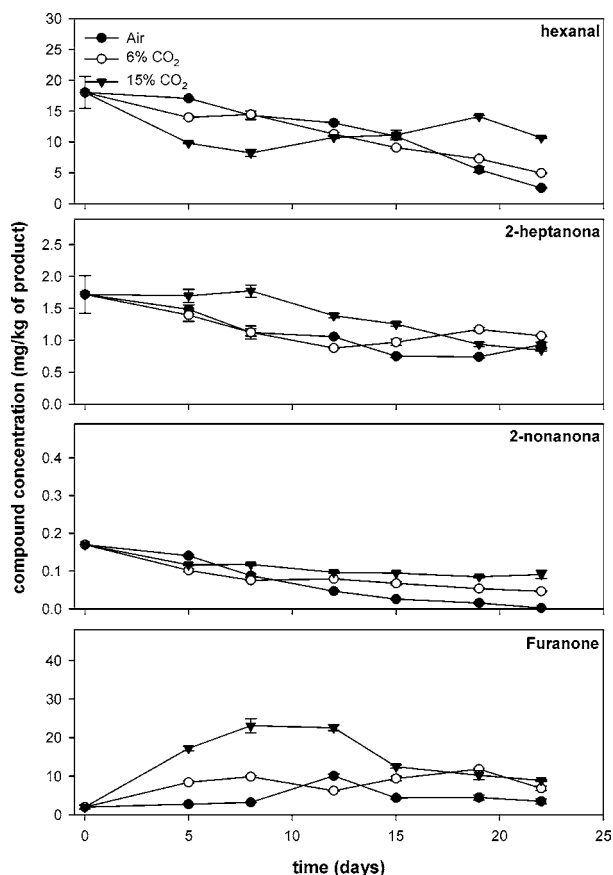 compound concentration (mg/kg of product)
30
25
20
15
10
5
0
Air
6% CO₂
15% CO₂
hexanal
2.5
2.0
1.5
1.0
0.5
0.0
2-heptanona
0.4
0.3
0.2
0.1
0.0
2-nonanona
40
30
20
10
0
Furanone
0 5 10 15 20 25
time (days)